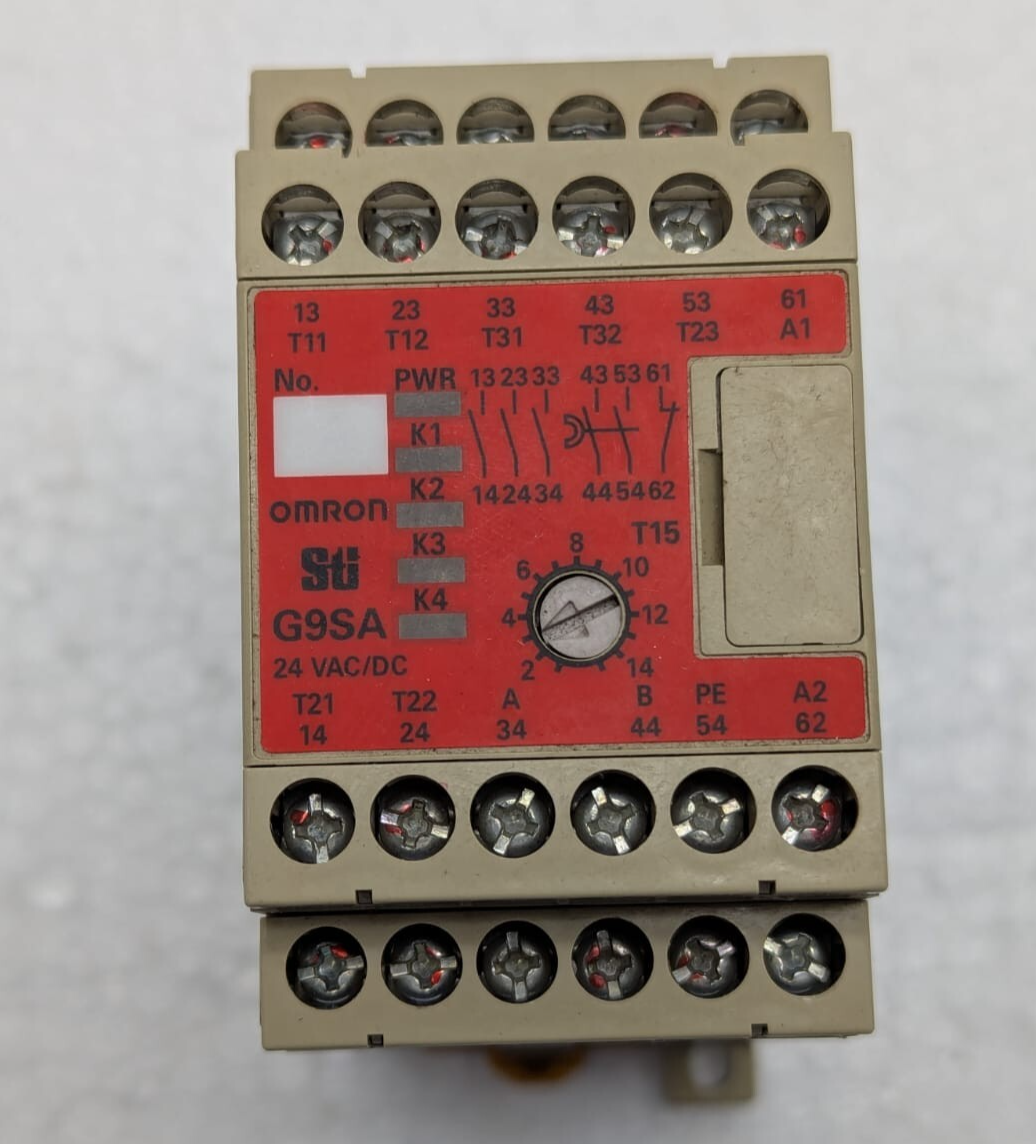 13 23 33 43 53 61
T11 T12 T31 T32 T23 A1
No. PWR 13 23 33 43 53 61
K1
K2
14 24 34 44 54 62
omron
K3
T15
Sti
K4
G9SA
2 4 6 8 10 12 14
24 VAC/DC
T21 T22 A B PE A2
14 24 34 44 54 62